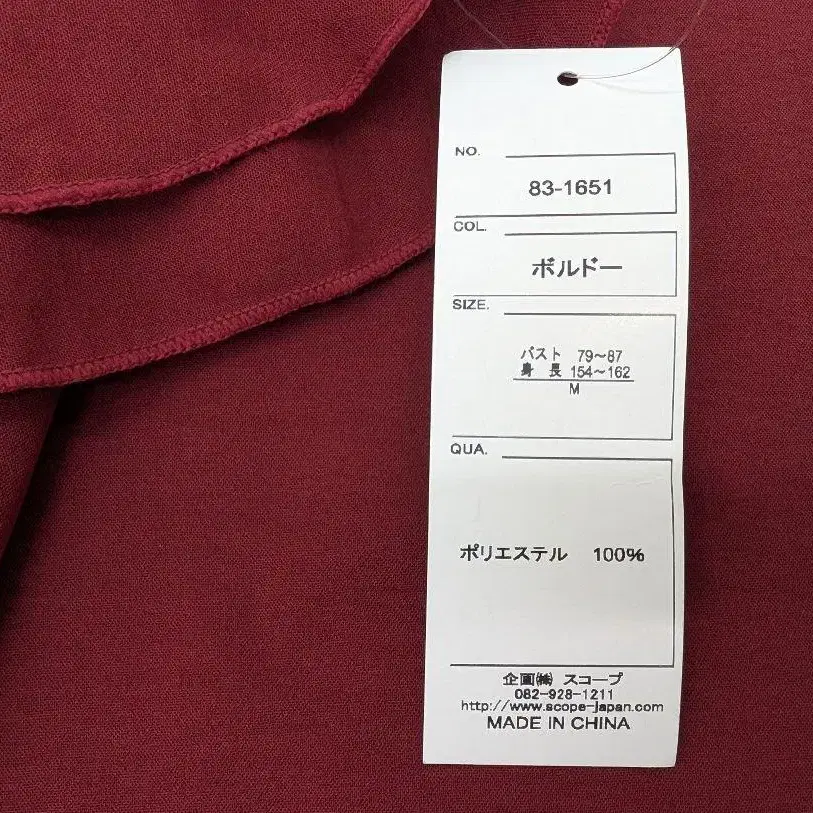 NO.
83-1651
COL.
ボルドー
SIZE.
バスト 79～87
身長 154～162
M
QUA.
ポリエステル 100%
企画㈱ スコープ
082-928-1211
http://www.scope-japan.com
MADE IN CHINA